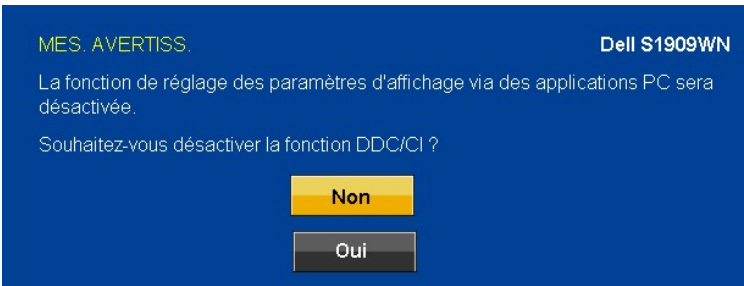 MES. AVERTISS. Dell S1909WN
La fonction de réglage des paramètres d'affichage via des applications PC sera
désactivée.
Souhaitez-vous désactiver la fonction DDC/CI ?
Non
Oui